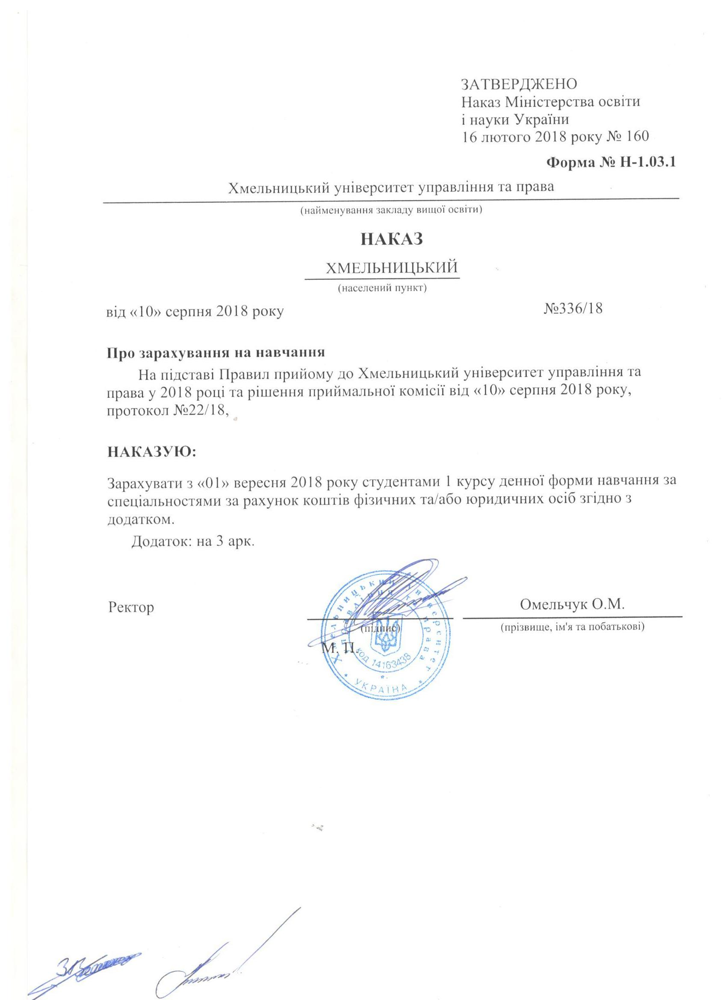 ЗАТВЕРДЖЕНО
Наказ Міністерства освіти
і науки України
16 лютого 2018 року № 160
Форма № Н-1.03.1
Хмельницький університет управління та права
(найменування закладу вищої освіти)
НАКАЗ
ХМЕЛЬНИЦЬКИЙ
(населений пункт)
від «10» серпня 2018 року №336/18
Про зарахування на навчання
На підставі Правил прийому до Хмельницький університет управління та
права у 2018 році та рішення приймальної комісії від «10» серпня 2018 року,
протокол №22/18,
НАКАЗУЮ:
Зарахувати з «01» вересня 2018 року студентами 1 курсу денної форми навчання за
спеціальностями за рахунок коштів фізичних та/або юридичних осіб згідно з
додатком.
Додаток: на 3 арк.
Ректор Омельчук О.М.
(підпис) (прізвище, ім'я та побатькові)
М. П.
Хмельницький університет
управління та права
код 14163438
* УКРАЇНА *